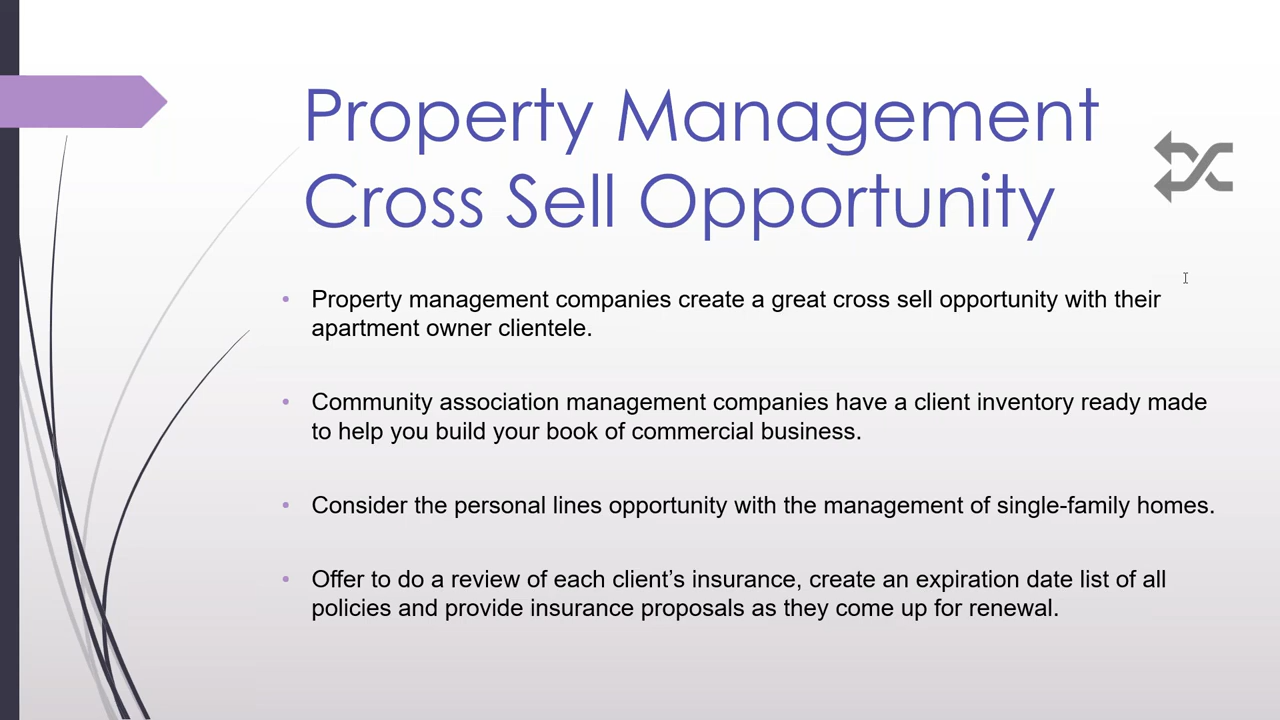 Property Management
Cross Sell Opportunity
• Property management companies create a great cross sell opportunity with their
apartment owner clientele.
• Community association management companies have a client inventory ready made
to help you build your book of commercial business.
• Consider the personal lines opportunity with the management of single-family homes.
• Offer to do a review of each client’s insurance, create an expiration date list of all
policies and provide insurance proposals as they come up for renewal.